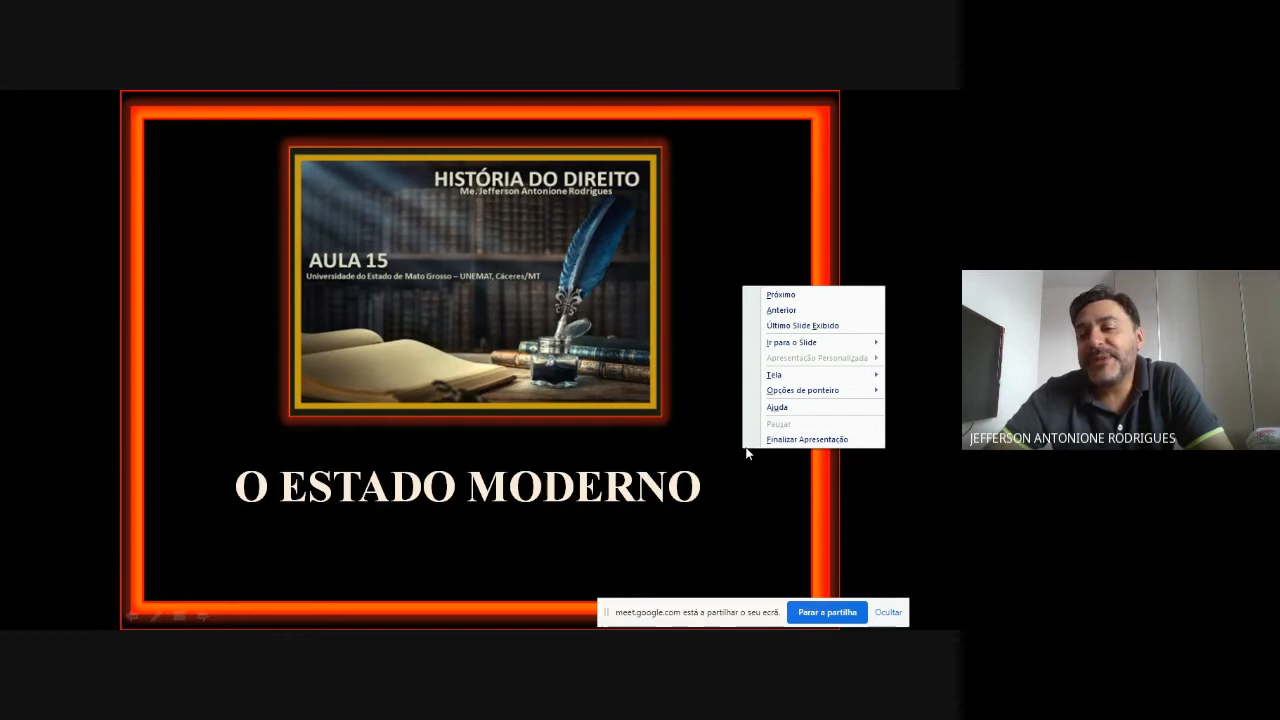 HISTÓRIA DO DIREITO
Me. Jefferson Antonione Rodrigues
AULA 15
Universidade do Estado de Mato Grosso – UNEMAT, Cáceres/MT
O ESTADO MODERNO
Próximo
Anterior
Último Slide Exibido
Ir para o Slide
Apresentação Personalizada
Tela
Opções de ponteiro
Ajuda
Pausar
Finalizar Apresentação
JEFFERSON ANTONIONE RODRIGUES
meet.google.com está a partilhar o seu ecrã.
Parar a partilha
Ocultar